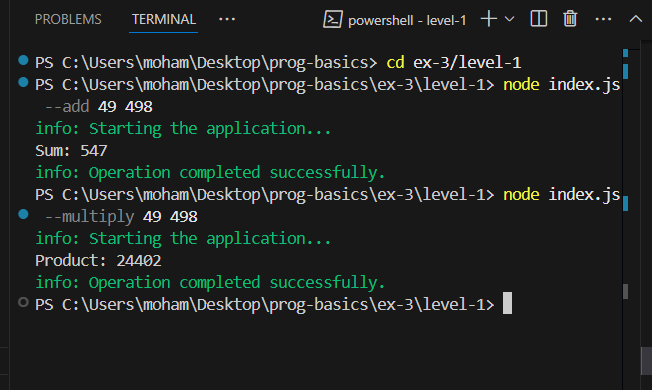 PROBLEMS TERMINAL ··· powershell - level-1
PS C:\Users\moham\Desktop\prog-basics> cd ex-3/level-1
PS C:\Users\moham\Desktop\prog-basics\ex-3\level-1> node index.js
--add 49 498
info: Starting the application...
Sum: 547
info: Operation completed successfully.
PS C:\Users\moham\Desktop\prog-basics\ex-3\level-1> node index.js
--multiply 49 498
info: Starting the application...
Product: 24402
info: Operation completed successfully.
PS C:\Users\moham\Desktop\prog-basics\ex-3\level-1>